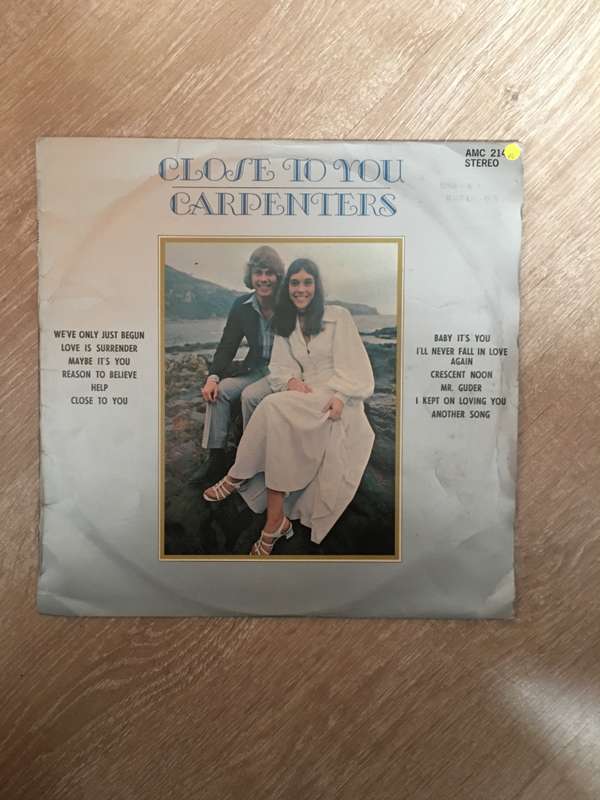 CLOSE TO YOU
CARPENTERS
AMC 214
STEREO
WE'VE ONLY JUST BEGUN
LOVE IS SURRENDER
MAYBE IT'S YOU
REASON TO BELIEVE
HELP
CLOSE TO YOU
BABY IT'S YOU
I'LL NEVER FALL IN LOVE
AGAIN
CRESCENT NOON
MR. GUDER
I KEPT ON LOVING YOU
ANOTHER SONG